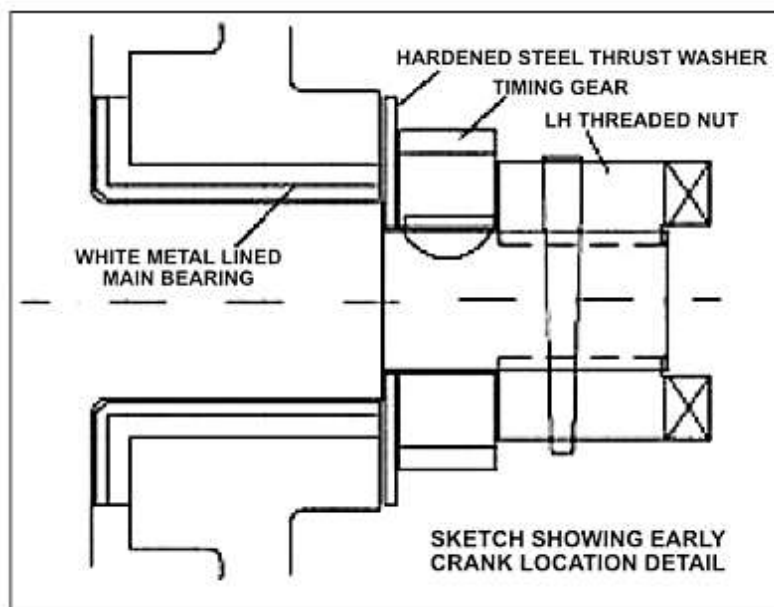 HARDENED STEEL THRUST WASHER
TIMING GEAR
LH THREADED NUT
WHITE METAL LINED
MAIN BEARING
SKETCH SHOWING EARLY
CRANK LOCATION DETAIL